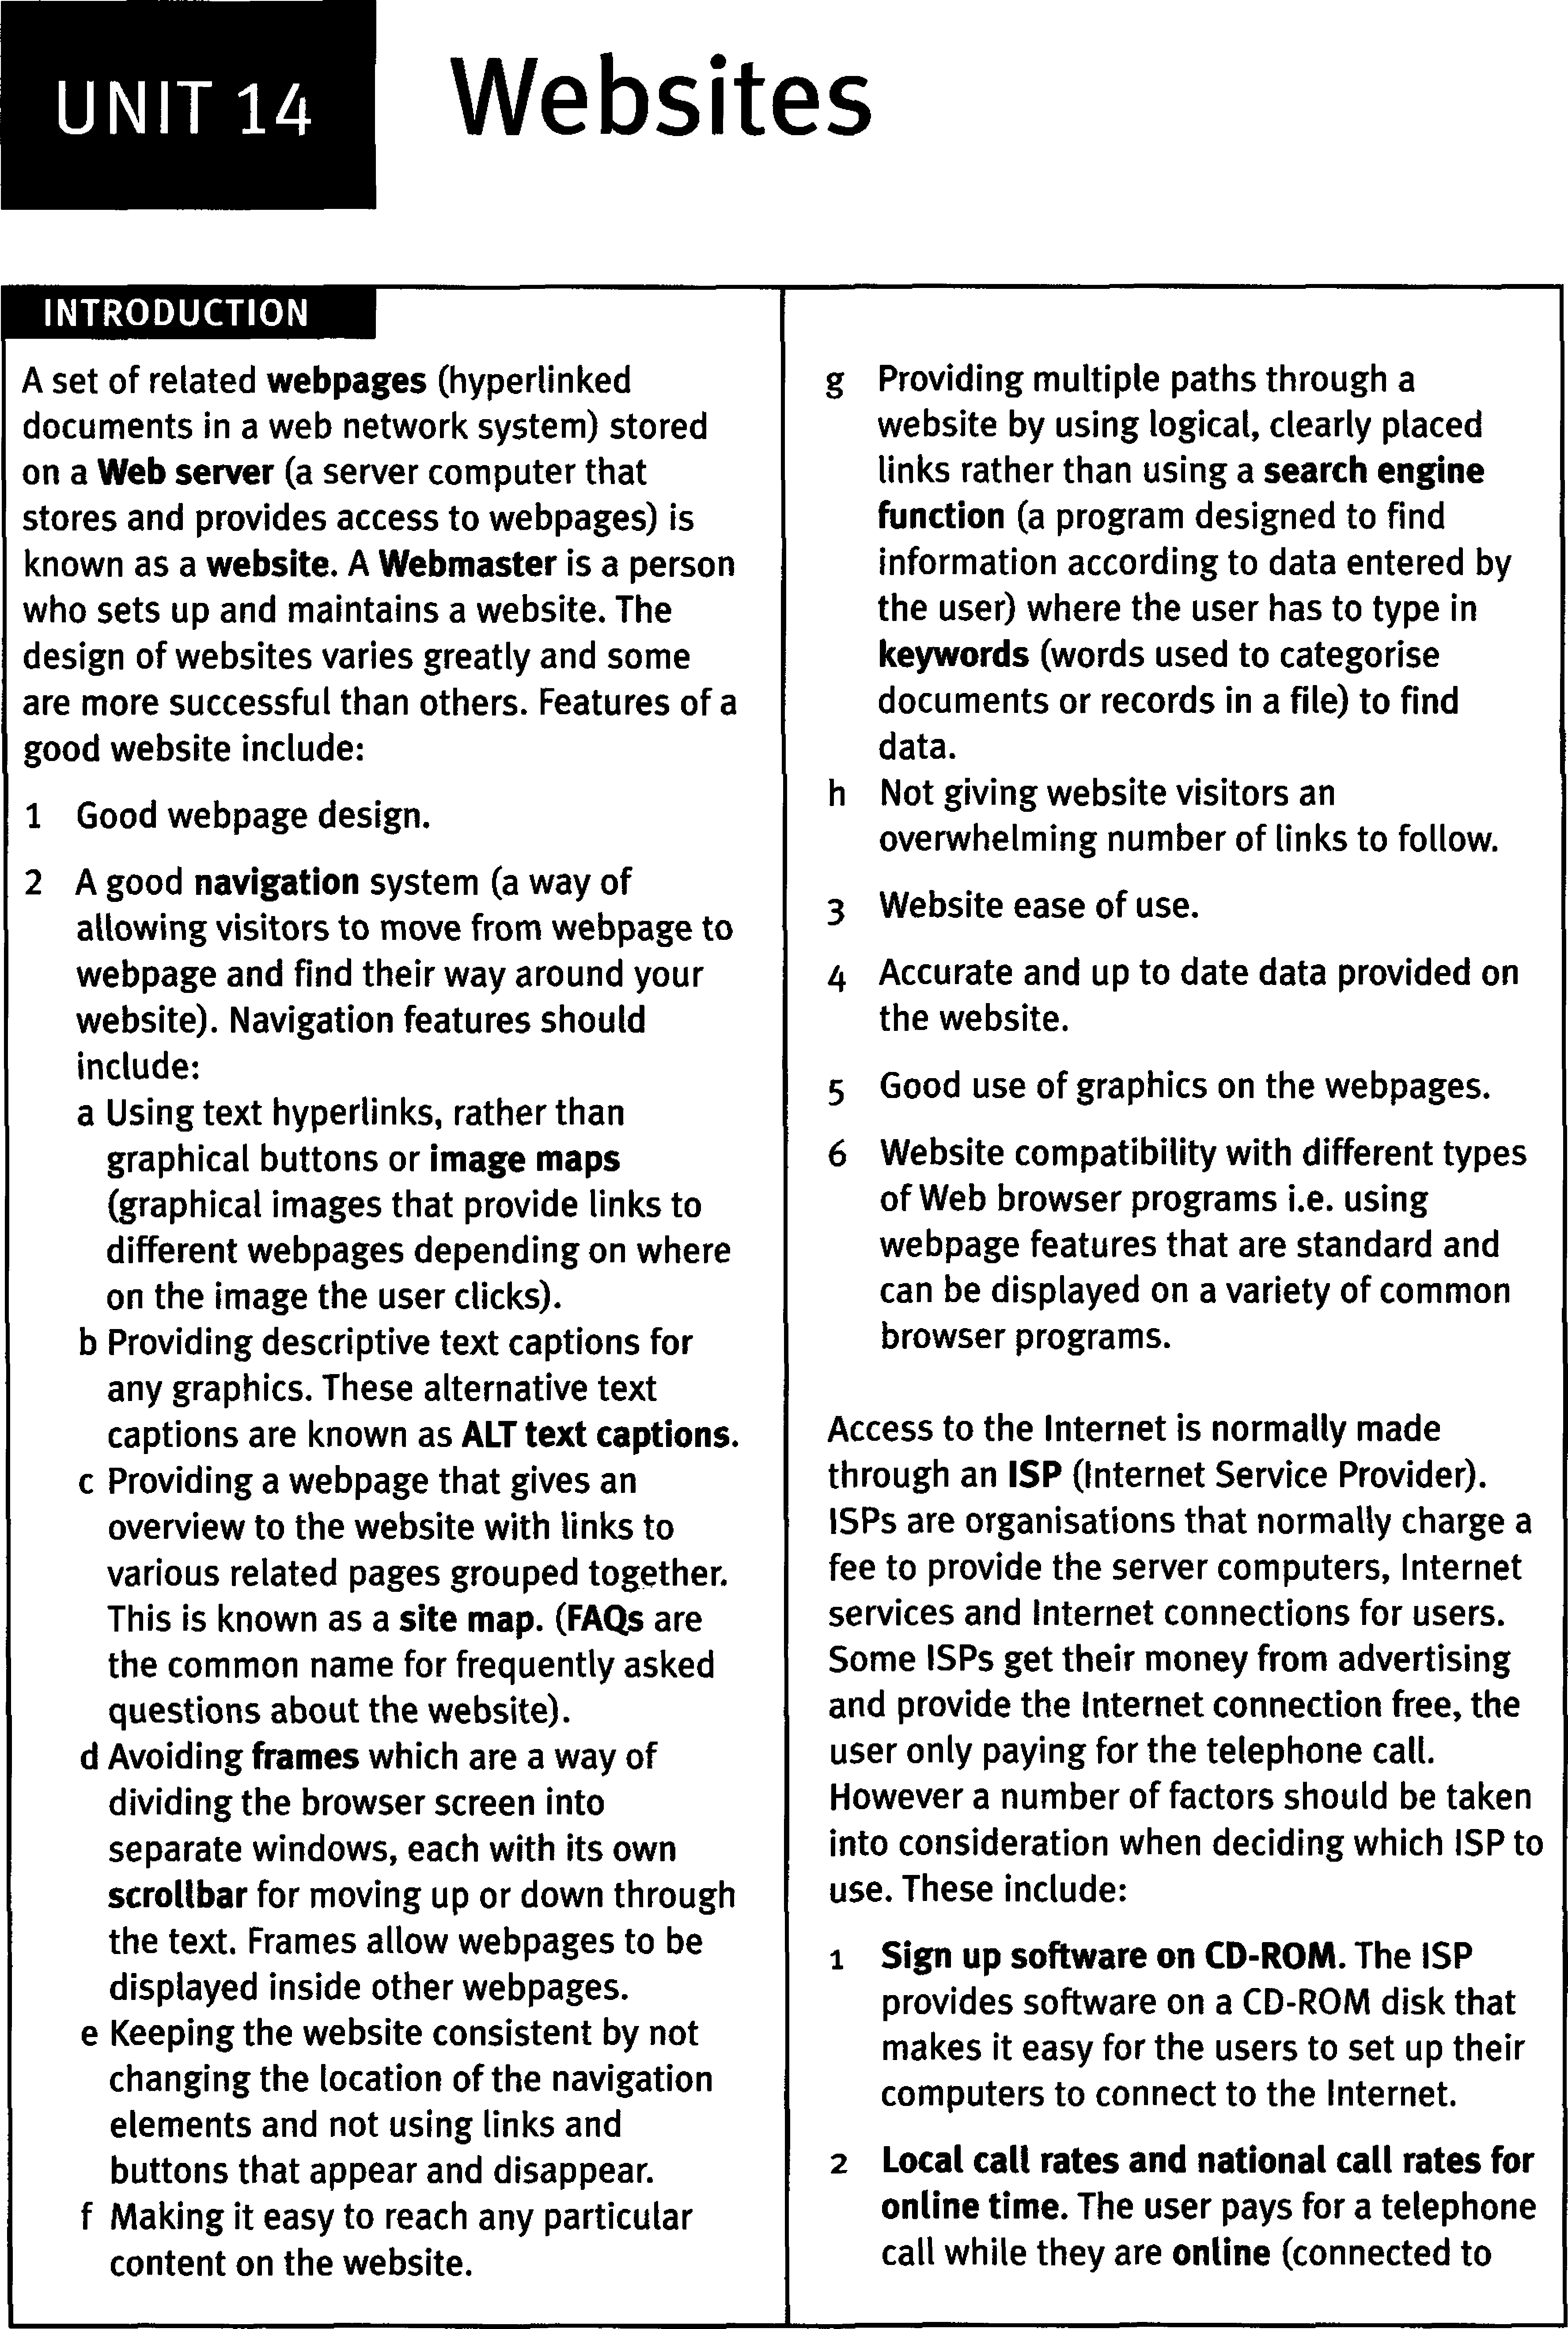 UNIT 14
Websites
INTRODUCTION
A set of related webpages (hyperlinked
documents in a web network system) stored
on a Web server (a server computer that
stores and provides access to webpages) is
known as a website. A Webmaster is a person
who sets up and maintains a website. The
design of websites varies greatly and some
are more successful than others. Features of a
good website include:
1 Good webpage design.
2 A good navigation system (a way of
allowing visitors to move from webpage to
webpage and find their way around your
website). Navigation features should
include:
a Using text hyperlinks, rather than
graphical buttons or image maps
(graphical images that provide links to
different webpages depending on where
on the image the user clicks).
b Providing descriptive text captions for
any graphics. These alternative text
captions are known as ALT text captions.
c Providing a webpage that gives an
overview to the website with links to
various related pages grouped together.
This is known as a site map. (FAQs are
the common name for frequently asked
questions about the website).
d Avoiding frames which are a way of
dividing the browser screen into
separate windows, each with its own
scrollbar for moving up or down through
the text. Frames allow webpages to be
displayed inside other webpages.
e Keeping the website consistent by not
changing the location of the navigation
elements and not using links and
buttons that appear and disappear.
f Making it easy to reach any particular
content on the website.
g Providing multiple paths through a
website by using logical, clearly placed
links rather than using a search engine
function (a program designed to find
information according to data entered by
the user) where the user has to type in
keywords (words used to categorise
documents or records in a file) to find
data.
h Not giving website visitors an
overwhelming number of links to follow.
3 Website ease of use.
4 Accurate and up to date data provided on
the website.
5 Good use of graphics on the webpages.
6 Website compatibility with different types
of Web browser programs i.e. using
webpage features that are standard and
can be displayed on a variety of common
browser programs.
Access to the Internet is normally made
through an ISP (Internet Service Provider).
ISPs are organisations that normally charge a
fee to provide the server computers, Internet
services and Internet connections for users.
Some ISPs get their money from advertising
and provide the Internet connection free, the
user only paying for the telephone call.
However a number of factors should be taken
into consideration when deciding which ISP to
use. These include:
1 Sign up software on CD-ROM. The ISP
provides software on a CD-ROM disk that
makes it easy for the users to set up their
computers to connect to the Internet.
2 Local call rates and national call rates for
online time. The user pays for a telephone
call while they are online (connected to